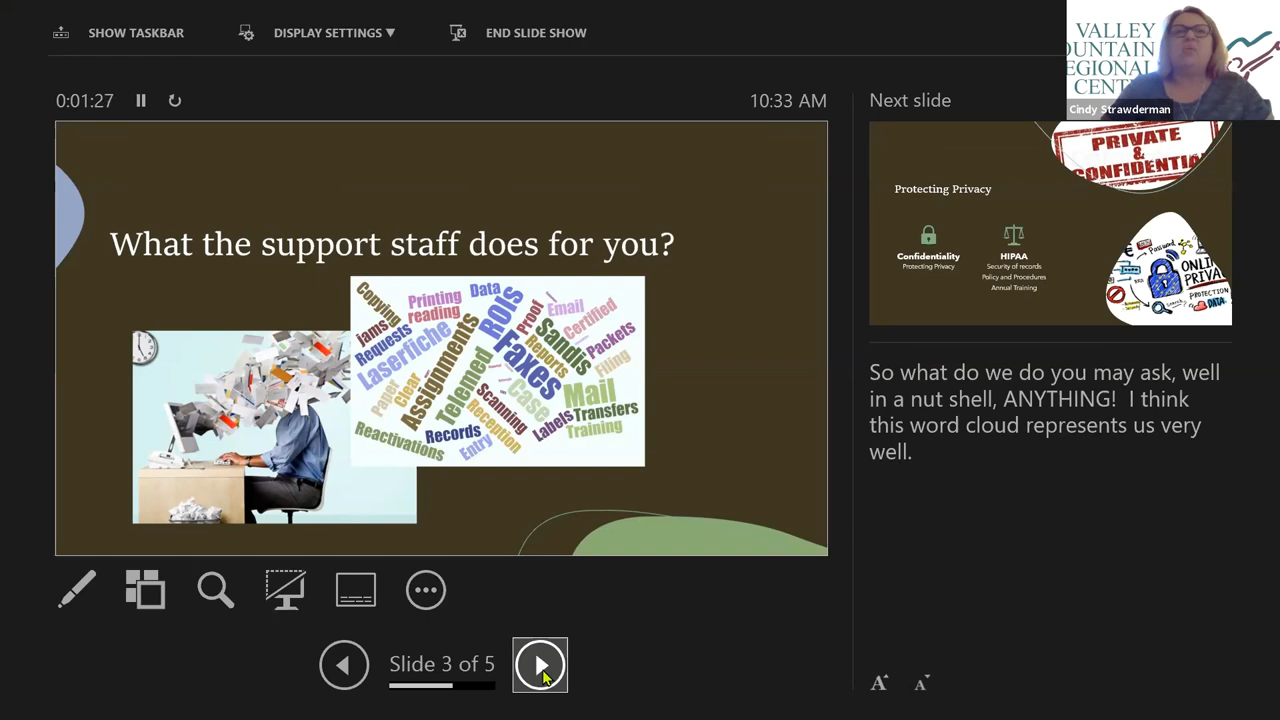 SHOW TASKBAR
DISPLAY SETTINGS ▼
END SLIDE SHOW
VALLEY
OUNTAIN
EGIONAL
CENT
Cindy Strawderman
0:01:27
10:33 AM
Next slide
What the support staff does for you?
Copying
Printing
reading
Data
ROIs
Proof
Email
Certified
jams
Requests
Laserfiche
Assignments
Faxes
Reports
Sandis
Packets
Filing
Paper
Clear
Telemed
Scanning
Case
Mail
Labels
Transfers
Training
Reception
Reactivations
Records
Entry
PRIVATE
&
CONFIDENTIA
Protecting Privacy
Confidentiality
Protecting Privacy
HIPAA
Security of records
Policy and Procedures
Annual Training
Password
ONLI
PRIVA
PROTECTION
Search
DATA
So what do we do you may ask, well
in a nut shell, ANYTHING! I think
this word cloud represents us very
well.
Slide 3 of 5
A
A